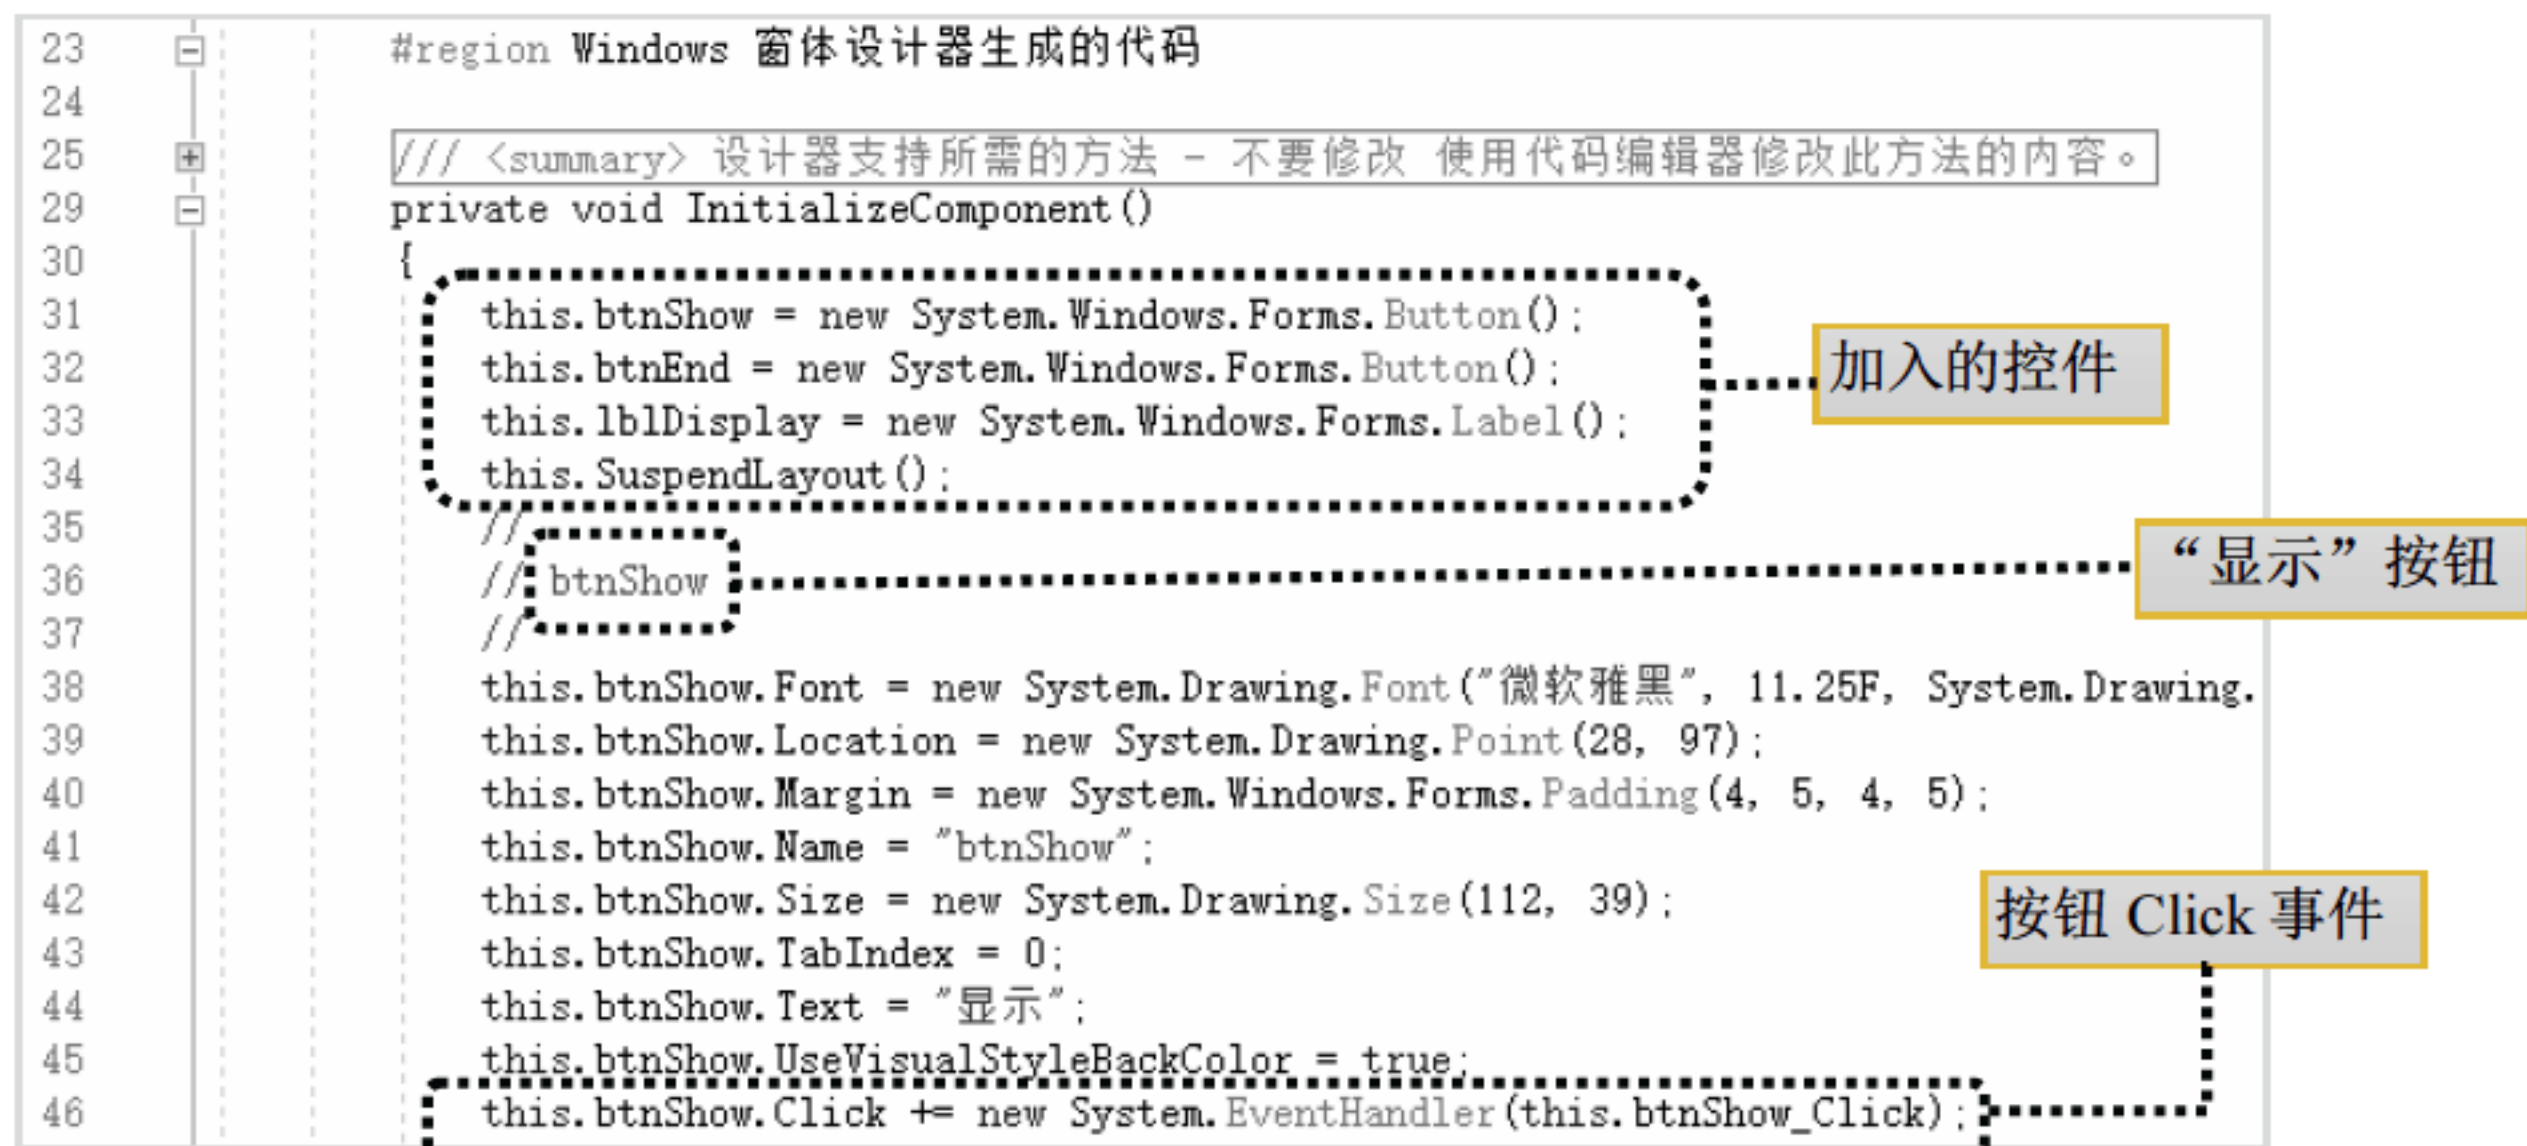 23 #region Windows 窗体设计器生成的代码
24
25 /// <summary> 设计器支持所需的方法 - 不要修改 使用代码编辑器修改此方法的内容。
29 private void InitializeComponent()
30 {
31 this.btnShow = new System.Windows.Forms.Button();
32 this.btnEnd = new System.Windows.Forms.Button();
加入的控件
33 this.lblDisplay = new System.Windows.Forms.Label();
34 this.SuspendLayout();
35 //
36 // btnShow
“显示”按钮
37 //
38 this.btnShow.Font = new System.Drawing.Font("微软雅黑", 11.25F, System.Drawing.
39 this.btnShow.Location = new System.Drawing.Point(28, 97);
40 this.btnShow.Margin = new System.Windows.Forms.Padding(4, 5, 4, 5);
41 this.btnShow.Name = "btnShow";
42 this.btnShow.Size = new System.Drawing.Size(112, 39);
按钮 Click 事件
43 this.btnShow.TabIndex = 0;
44 this.btnShow.Text = "显示";
45 this.btnShow.UseVisualStyleBackColor = true;
46 this.btnShow.Click += new System.EventHandler(this.btnShow_Click);